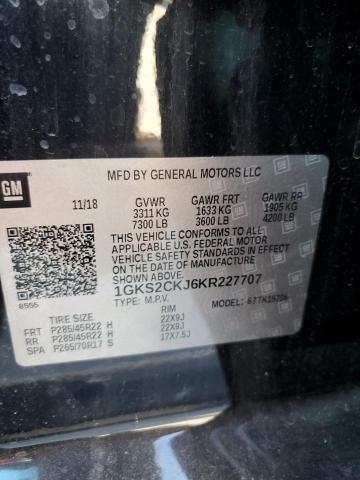 MFD BY GENERAL MOTORS LLC
GM
11/18 GVWR GAWR FRT GAWR RR
3311 KG 1633 KG 1905 KG
7300 LB 3600 LB 4200 LB
THIS VEHICLE CONFORMS TO ALL
APPLICABLE U.S. FEDERAL MOTOR
VEHICLE SAFETY STANDARDS IN
EFFECT ON THE DATE OF
MANUFACTURE SHOWN ABOVE.
1GKS2CKJ6KR227707
TYPE: M.P.V. MODEL:
8555
TIRE SIZE RIM
FRT P285/45R22 H 22X9J
RR P285/45R22 H 22X9J
SPA P265/70R17 S 17X7.5J